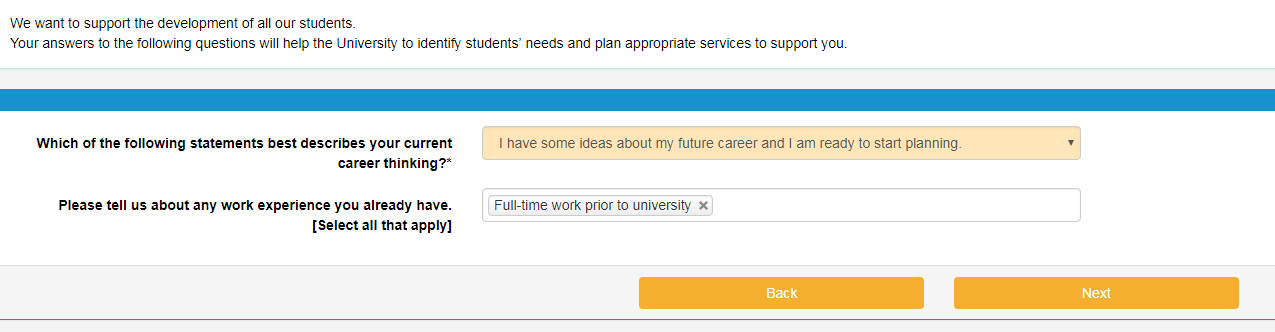 We want to support the development of all our students.
Your answers to the following questions will help the University to identify students' needs and plan appropriate services to support you.
Which of the following statements best describes your current
career thinking?*
I have some ideas about my future career and I am ready to start planning.
Please tell us about any work experience you already have.
[Select all that apply]
Full-time work prior to university ×
Back
Next